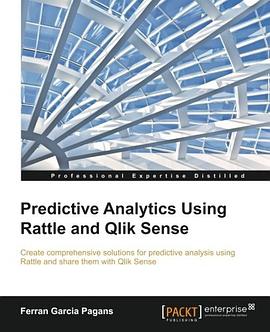 Professional Expertise Distilled
Predictive Analytics Using
Rattle and Qlik Sense
Create comprehensive solutions for predictive analysis using
Rattle and share them with Qlik Sense
Ferran Garcia Pagans
[PACKT] enterprise
PUBLISHING